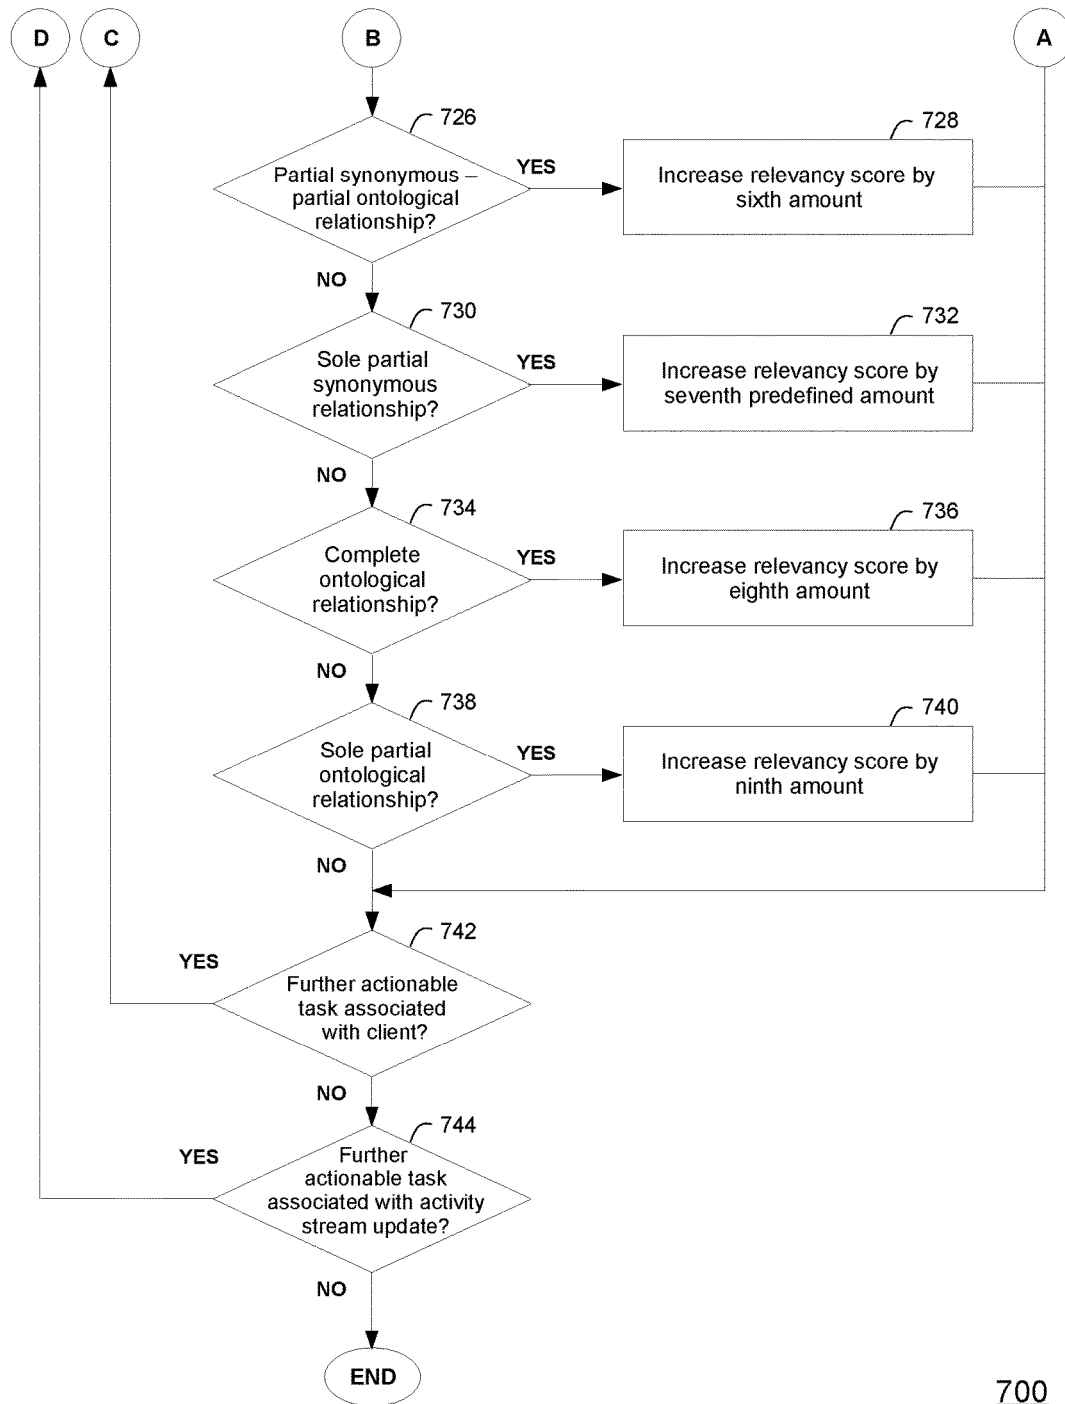 D
C
B
A
726
Partial synonymous –
partial ontological
relationship?
YES
728
Increase relevancy score by
sixth amount
NO
730
Sole partial
synonymous
relationship?
YES
732
Increase relevancy score by
seventh predefined amount
NO
734
Complete
ontological
relationship?
YES
736
Increase relevancy score by
eighth amount
NO
738
Sole partial
ontological
relationship?
YES
740
Increase relevancy score by
ninth amount
NO
742
YES
Further actionable
task associated
with client?
NO
744
YES
Further
actionable task
associated with activity
stream update?
NO
END
700